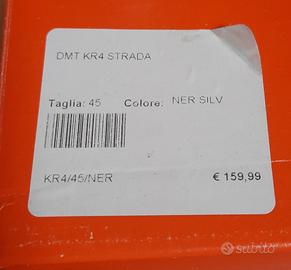 DMT KR4 STRADA
Taglia: 45 Colore: NER SILV
KR4/45/NER € 159,99
subito